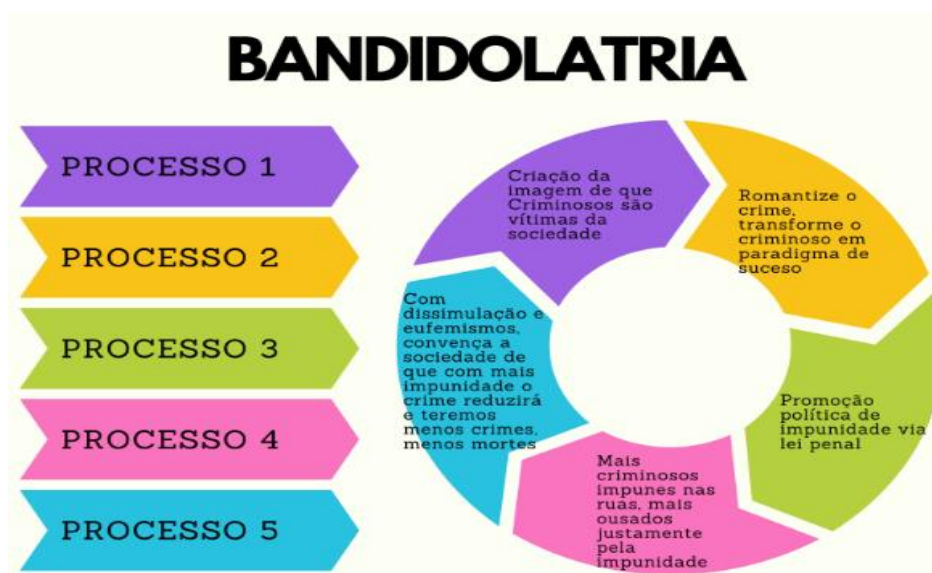 BANDIDOLATRIA
PROCESSO 1
PROCESSO 2
PROCESSO 3
PROCESSO 4
PROCESSO 5
Criação da
imagem de que
Criminosos são
vítimas da
sociedade
Romantize o
crime,
transforme o
criminoso em
paradigma de
suceso
Promoção
política de
impunidade via
lei penal
Mais
criminosos
impunes nas
ruas, mais
ousados
justamente
pela
impunidade
Com
dissimulação e
eufemismos,
convença a
sociedade de
que com mais
impunidade o
crime reduzirá
e teremos
menos crimes,
menos mortes